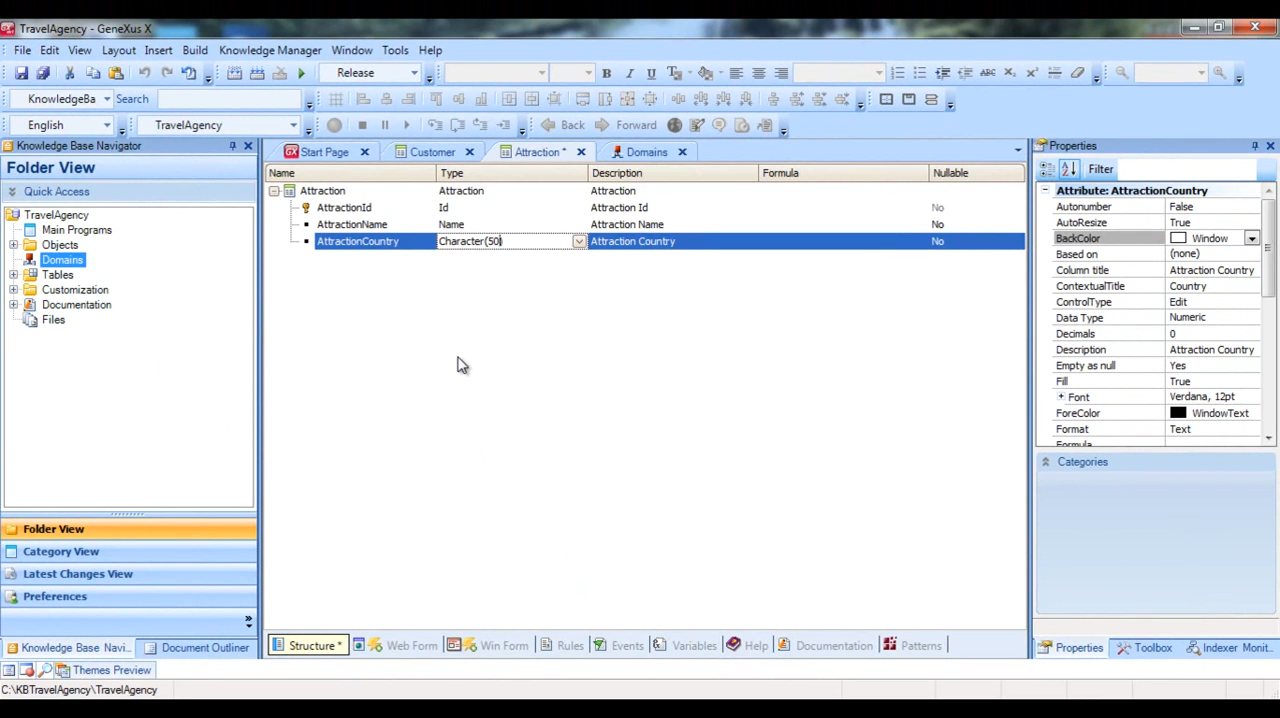 TravelAgency - GeneXus X
File Edit View Layout Insert Build Knowledge Manager Window Tools Help
Release
KnowledgeBa Search
English TravelAgency Back Forward
Knowledge Base Navigator
Start Page Customer Attraction * Domains
Properties
Folder View
Quick Access
Name Type Description Formula Nullable
Filter
TravelAgency
Main Programs
Objects
Domains
Tables
Customization
Documentation
Files
Attraction Attraction Attraction
AttractionId Id Attraction Id No
AttractionName Name Attraction Name No
AttractionCountry Character(50) Attraction Country No
Attribute: AttractionCountry
Autonumber False
AutoResize True
BackColor Window
Based on (none)
Column title Attraction Country
ContextualTitle Country
ControlType Edit
Data Type Numeric
Decimals 0
Description Attraction Country
Empty as null Yes
Fill True
Font Verdana, 12pt
ForeColor WindowText
Format Text
Formula
Categories
Folder View
Category View
Latest Changes View
Preferences
Knowledge Base Navi... Document Outliner
Structure * Web Form Win Form Rules Events Variables Help Documentation Patterns
Properties Toolbox Indexer Monit...
Themes Preview
C:\KBTravelAgency\TravelAgency